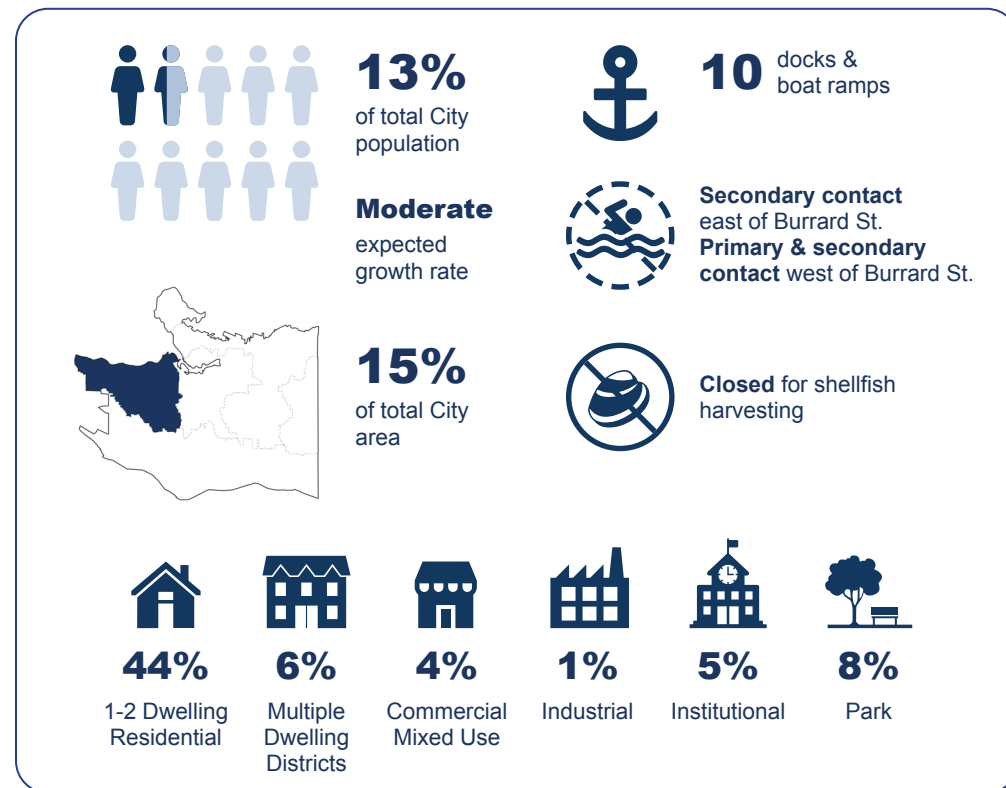 13%
of total City
population
Moderate
expected
growth rate
15%
of total City
area
10
docks &
boat ramps
Secondary contact
east of Burrard St.
Primary & secondary
contact west of Burrard St.
Closed for shellfish
harvesting
44%
1-2 Dwelling
Residential
6%
Multiple
Dwelling
Districts
4%
Commercial
Mixed Use
1%
Industrial
5%
Institutional
8%
Park